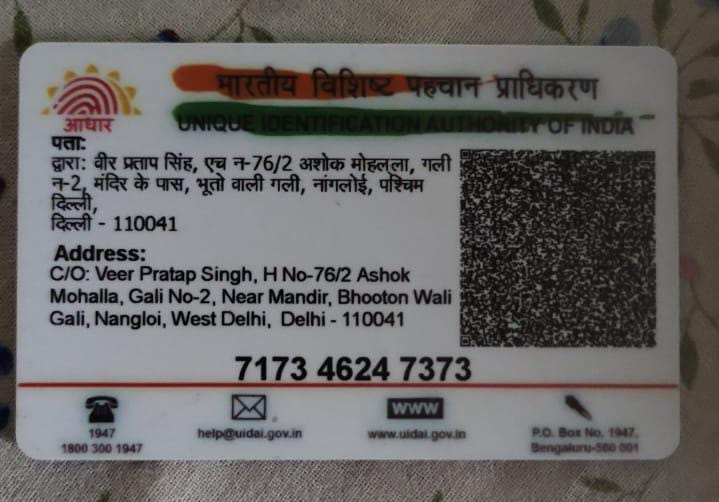 भारतीय विशिष्ट पहचान प्राधिकरण
UNIQUE IDENTIFICATION AUTHORITY OF INDIA
आधार
पता:
द्वारा: वीर प्रताप सिंह, एच न-76/2 अशोक मोहलला, गली
न-2, मंदिर के पास, भूतो वाली गली, नांगलोई, पश्चिम
दिल्ली,
दिल्ली - 110041
Address:
C/O: Veer Pratap Singh, H No-76/2 Ashok
Mohalla, Gali No-2, Near Mandir, Bhooton Wali
Gali, Nangloi, West Delhi, Delhi - 110041
7173 4624 7373
1947
1800 300 1947
help@uidai.gov.in
www
www.uidai.gov.in
P.O. Box No. 1947,
Bengaluru-560 001